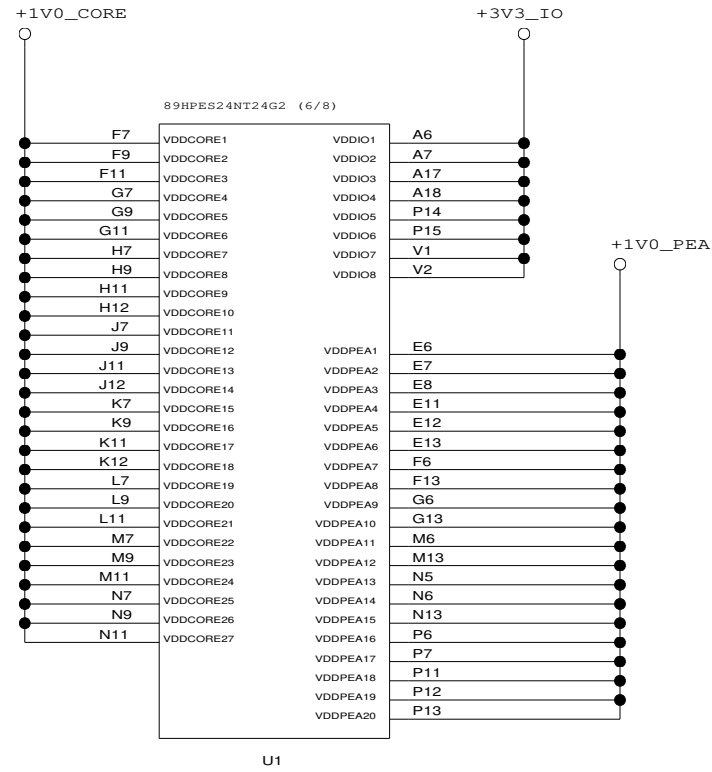 +1V0_CORE
+3V3_IO
89HPES24NT24G2 (6/8)
F7 VDDCORE1 VDDIO1 A6
F9 VDDCORE2 VDDIO2 A7
F11 VDDCORE3 VDDIO3 A17
G7 VDDCORE4 VDDIO4 A18
G9 VDDCORE5 VDDIO5 P14
G11 VDDCORE6 VDDIO6 P15
+1V0_PEA
H7 VDDCORE7 VDDIO7 V1
H9 VDDCORE8 VDDIO8 V2
H11 VDDCORE9
H12 VDDCORE10
J7 VDDCORE11
J9 VDDCORE12 VDDPEA1 E6
J11 VDDCORE13 VDDPEA2 E7
J12 VDDCORE14 VDDPEA3 E8
K7 VDDCORE15 VDDPEA4 E11
K9 VDDCORE16 VDDPEA5 E12
K11 VDDCORE17 VDDPEA6 E13
K12 VDDCORE18 VDDPEA7 F6
L7 VDDCORE19 VDDPEA8 F13
L9 VDDCORE20 VDDPEA9 G6
L11 VDDCORE21 VDDPEA10 G13
M7 VDDCORE22 VDDPEA11 M6
M9 VDDCORE23 VDDPEA12 M13
M11 VDDCORE24 VDDPEA13 N5
N7 VDDCORE25 VDDPEA14 N6
N9 VDDCORE26 VDDPEA15 N13
N11 VDDCORE27 VDDPEA16 P6
VDDPEA17 P7
VDDPEA18 P11
VDDPEA19 P12
VDDPEA20 P13
U1